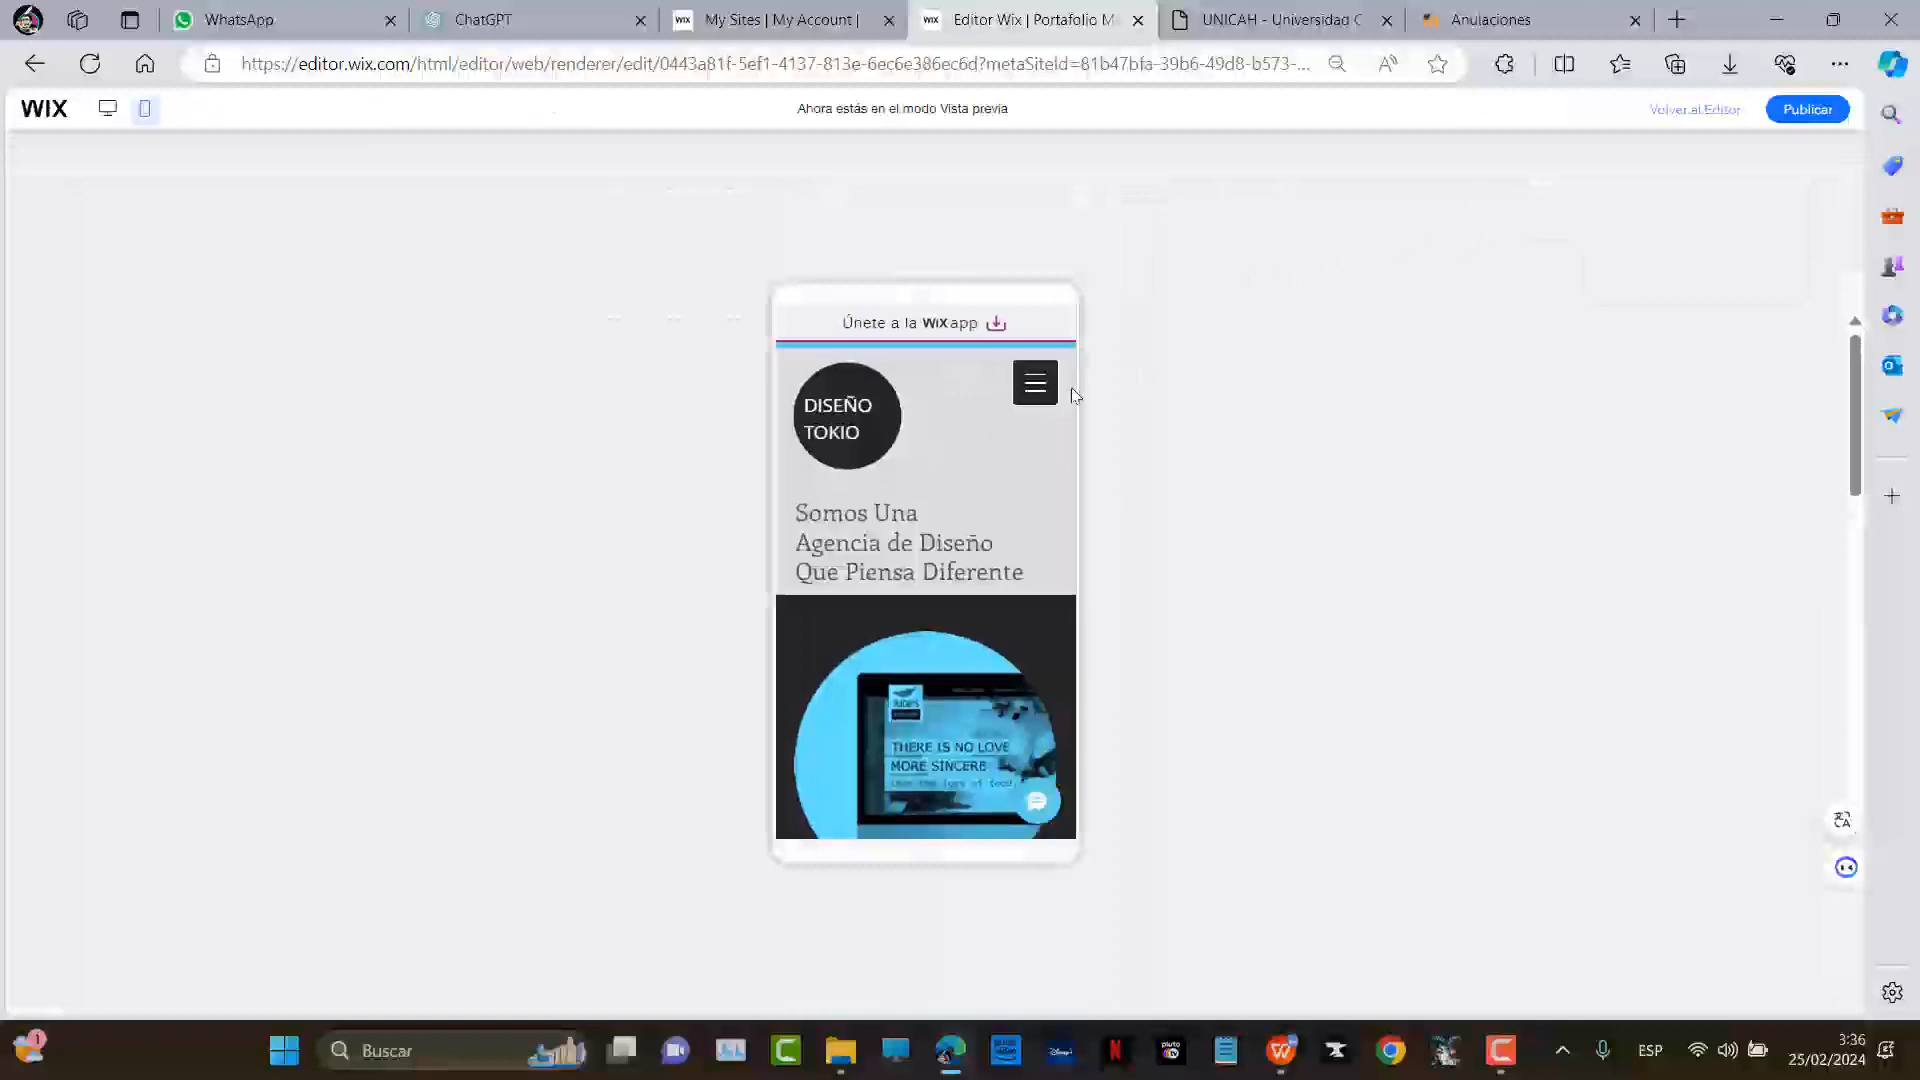 WhatsApp
ChatGPT
My Sites | My Account |
Editor Wix | Portafolio M
UNICAH - Universidad C
Anulaciones
https://editor.wix.com/html/editor/web/renderer/edit/0443a81f-5ef1-4137-813e-6ec6e386ec6d?metaSiteId=81b47bfa-39b6-49d8-b573-...
WIX
Ahora estás en el modo Vista previa
Volver al Editor
Publicar
Únete a la WIX app
DISEÑO
TOKIO
Somos Una
Agencia de Diseño
Que Piensa Diferente
THERE IS NO LOVE
MORE SINCERE
Buscar
ESP
3:36
25/02/2024